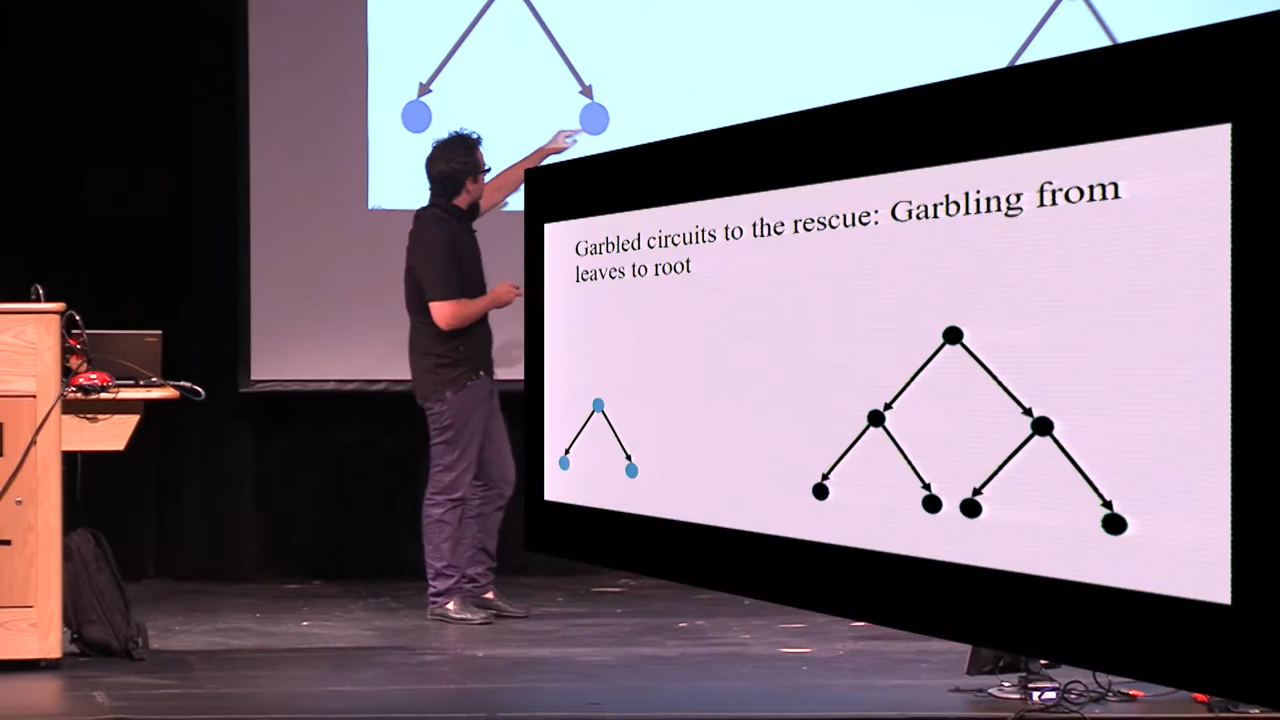 Garbled circuits to the rescue: Garbling from
leaves to root